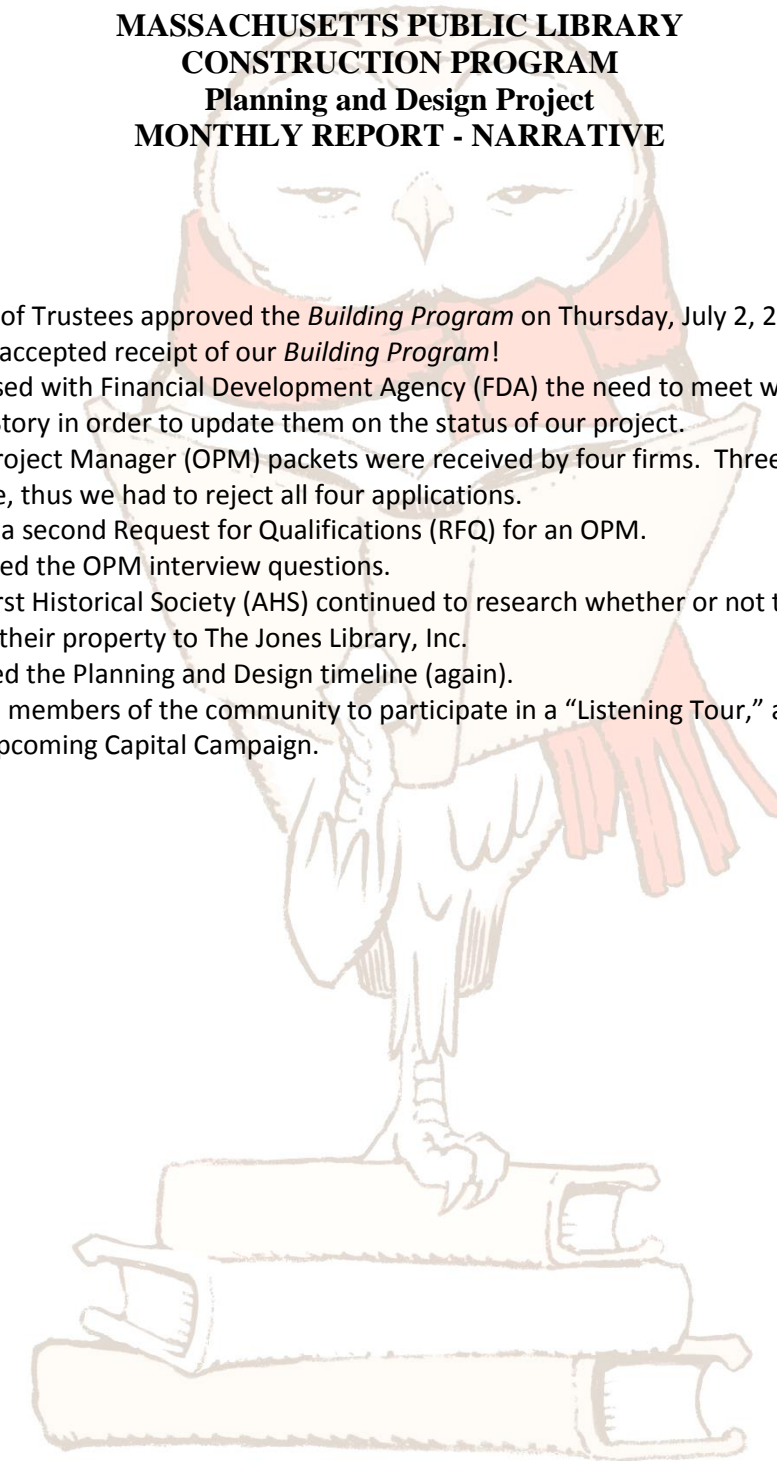 MASSACHUSETTS PUBLIC LIBRARY
CONSTRUCTION PROGRAM
Planning and Design Project
MONTHLY REPORT - NARRATIVE
of Trustees approved the Building Program on Thursday, July 2, 2
accepted receipt of our Building Program!
sed with Financial Development Agency (FDA) the need to meet w
Story in order to update them on the status of our project.
roject Manager (OPM) packets were received by four firms. Three
e, thus we had to reject all four applications.
a second Request for Qualifications (RFQ) for an OPM.
ed the OPM interview questions.
rst Historical Society (AHS) continued to research whether or not t
their property to The Jones Library, Inc.
ed the Planning and Design timeline (again).
members of the community to participate in a “Listening Tour,” a
pcoming Capital Campaign.